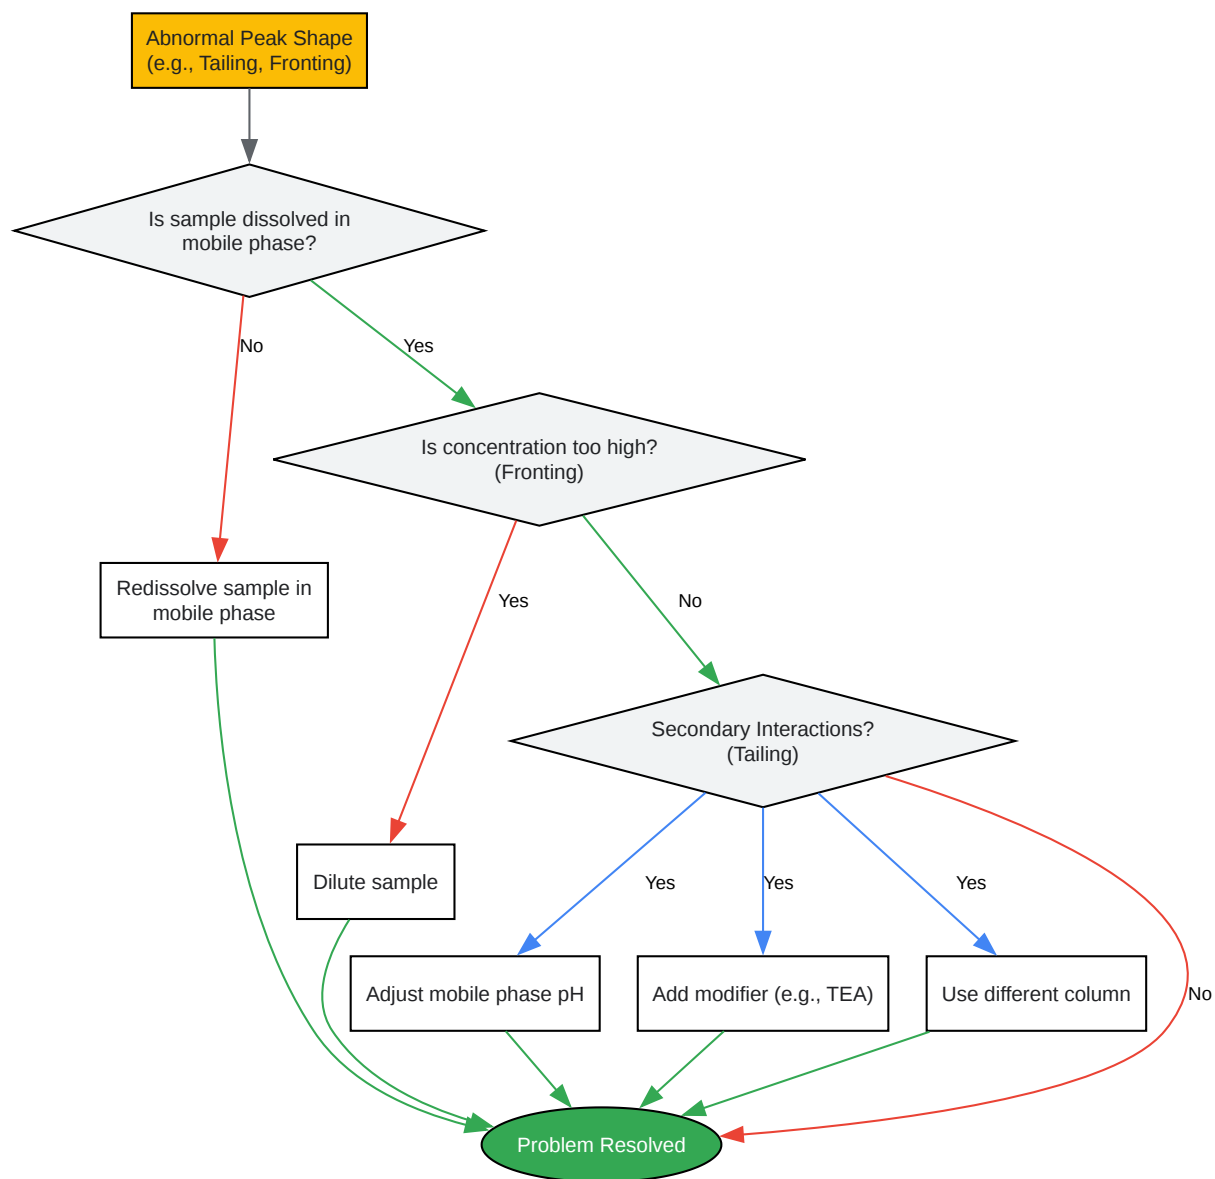 Abnormal Peak Shape
(e.g., Tailing, Fronting)
Is sample dissolved in
mobile phase?
No
Yes
Is concentration too high?
(Fronting)
Redissolve sample in
mobile phase
Yes
No
Secondary Interactions?
(Tailing)
Dilute sample
Yes
Yes
Yes
Adjust mobile phase pH
Add modifier (e.g., TEA)
Use different column
No
Problem Resolved